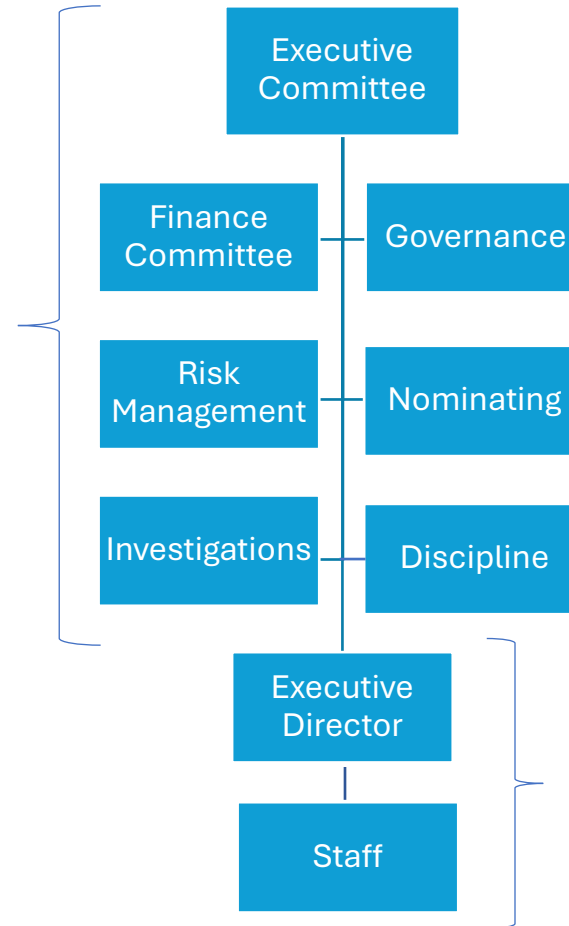 Executive
Committee
Finance
Committee
Governance
Risk
Management
Nominating
Investigations
Discipline
Executive
Director
Staff